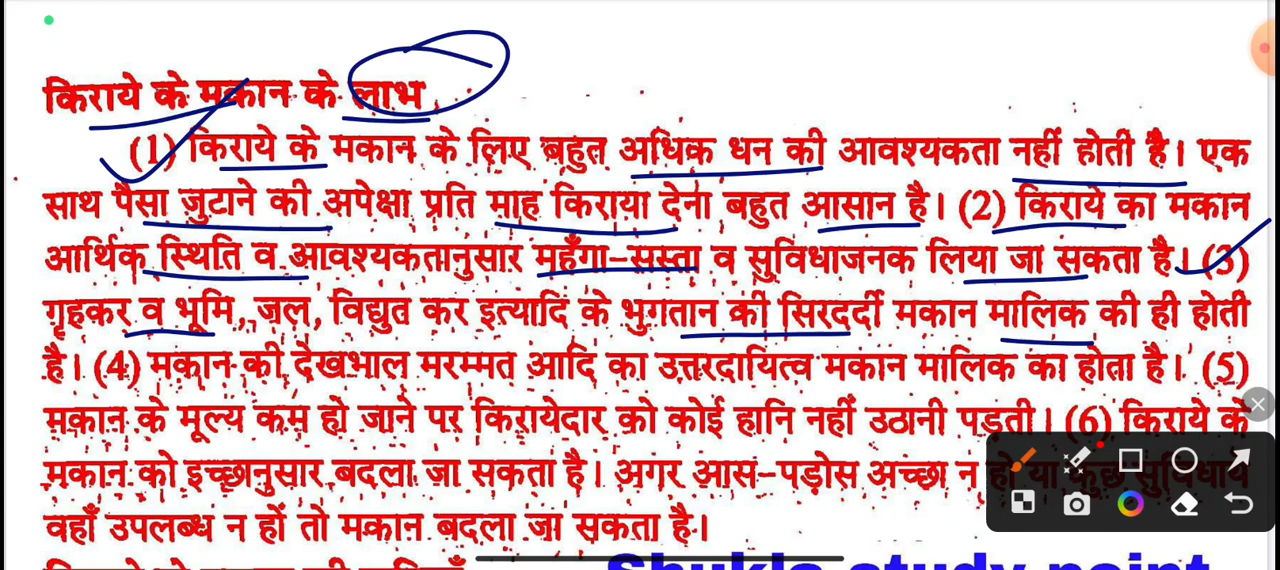 किराये के मकान के लाभ
(1) किराये के मकान के लिए बहुत अधिक धन की आवश्यकता नहीं होती है। एक
साथ पैसा जुटाने की अपेक्षा प्रति माह किराया देना बहुत आसान है। (2) किराये का मकान
आर्थिक स्थिति व आवश्यकतानुसार महँगा-सस्ता व सुविधाजनक लिया जा सकता है। (3)
गृहकर व भूमि, जल, विद्युत कर इत्यादि के भुगतान की सिरदर्दी मकान मालिक की ही होती
है। (4) मकान की देखभाल मरम्मत आदि का उत्तरदायित्व मकान मालिक का होता है। (5)
मकान के मूल्य कम हो जाने पर किरायेदार को कोई हानि नहीं उठानी पड़ती। (6) किराये के
मकान को इच्छानुसार बदला जा सकता है। अगर आस-पड़ोस अच्छा न हो या कुछ सुविधायें
वहाँ उपलब्ध न हों तो मकान बदला जा सकता है।
Shukla study point